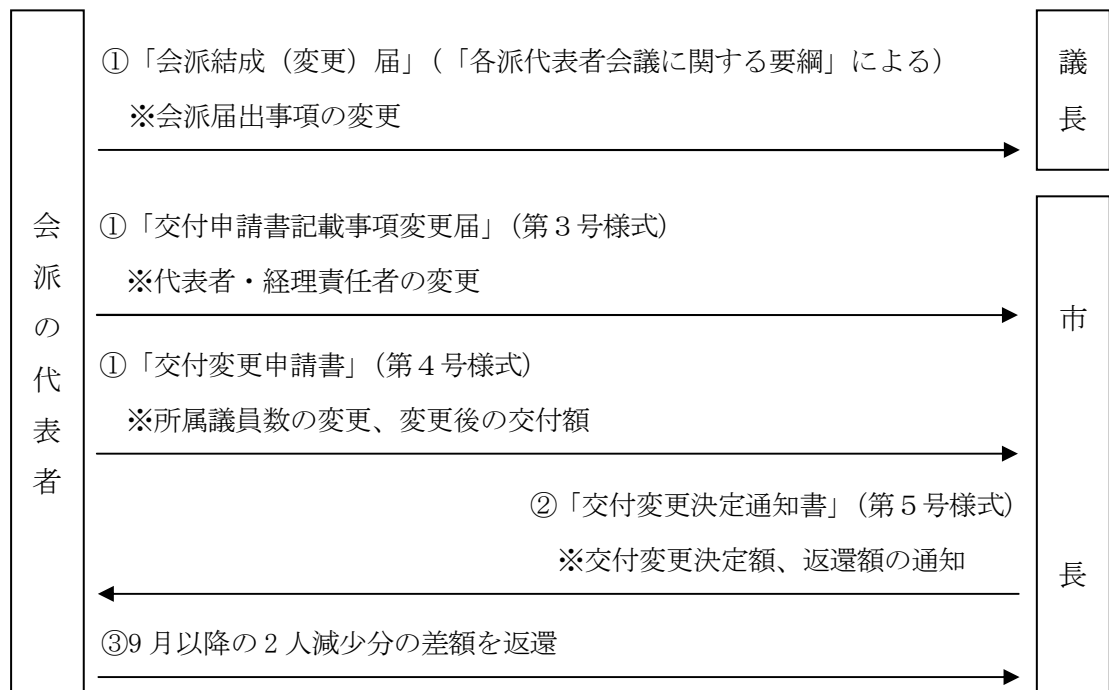 ①「会派結成（変更）届」（「各派代表者会議に関する要綱」による）
※会派届出事項の変更
議長
会派の代表者
①「交付申請書記載事項変更届」（第３号様式）
※代表者・経理責任者の変更
①「交付変更申請書」（第４号様式）
※所属議員数の変更、変更後の交付額
②「交付変更決定通知書」（第５号様式）
※交付変更決定額、返還額の通知
③9 月以降の 2 人減少分の差額を返還
市長